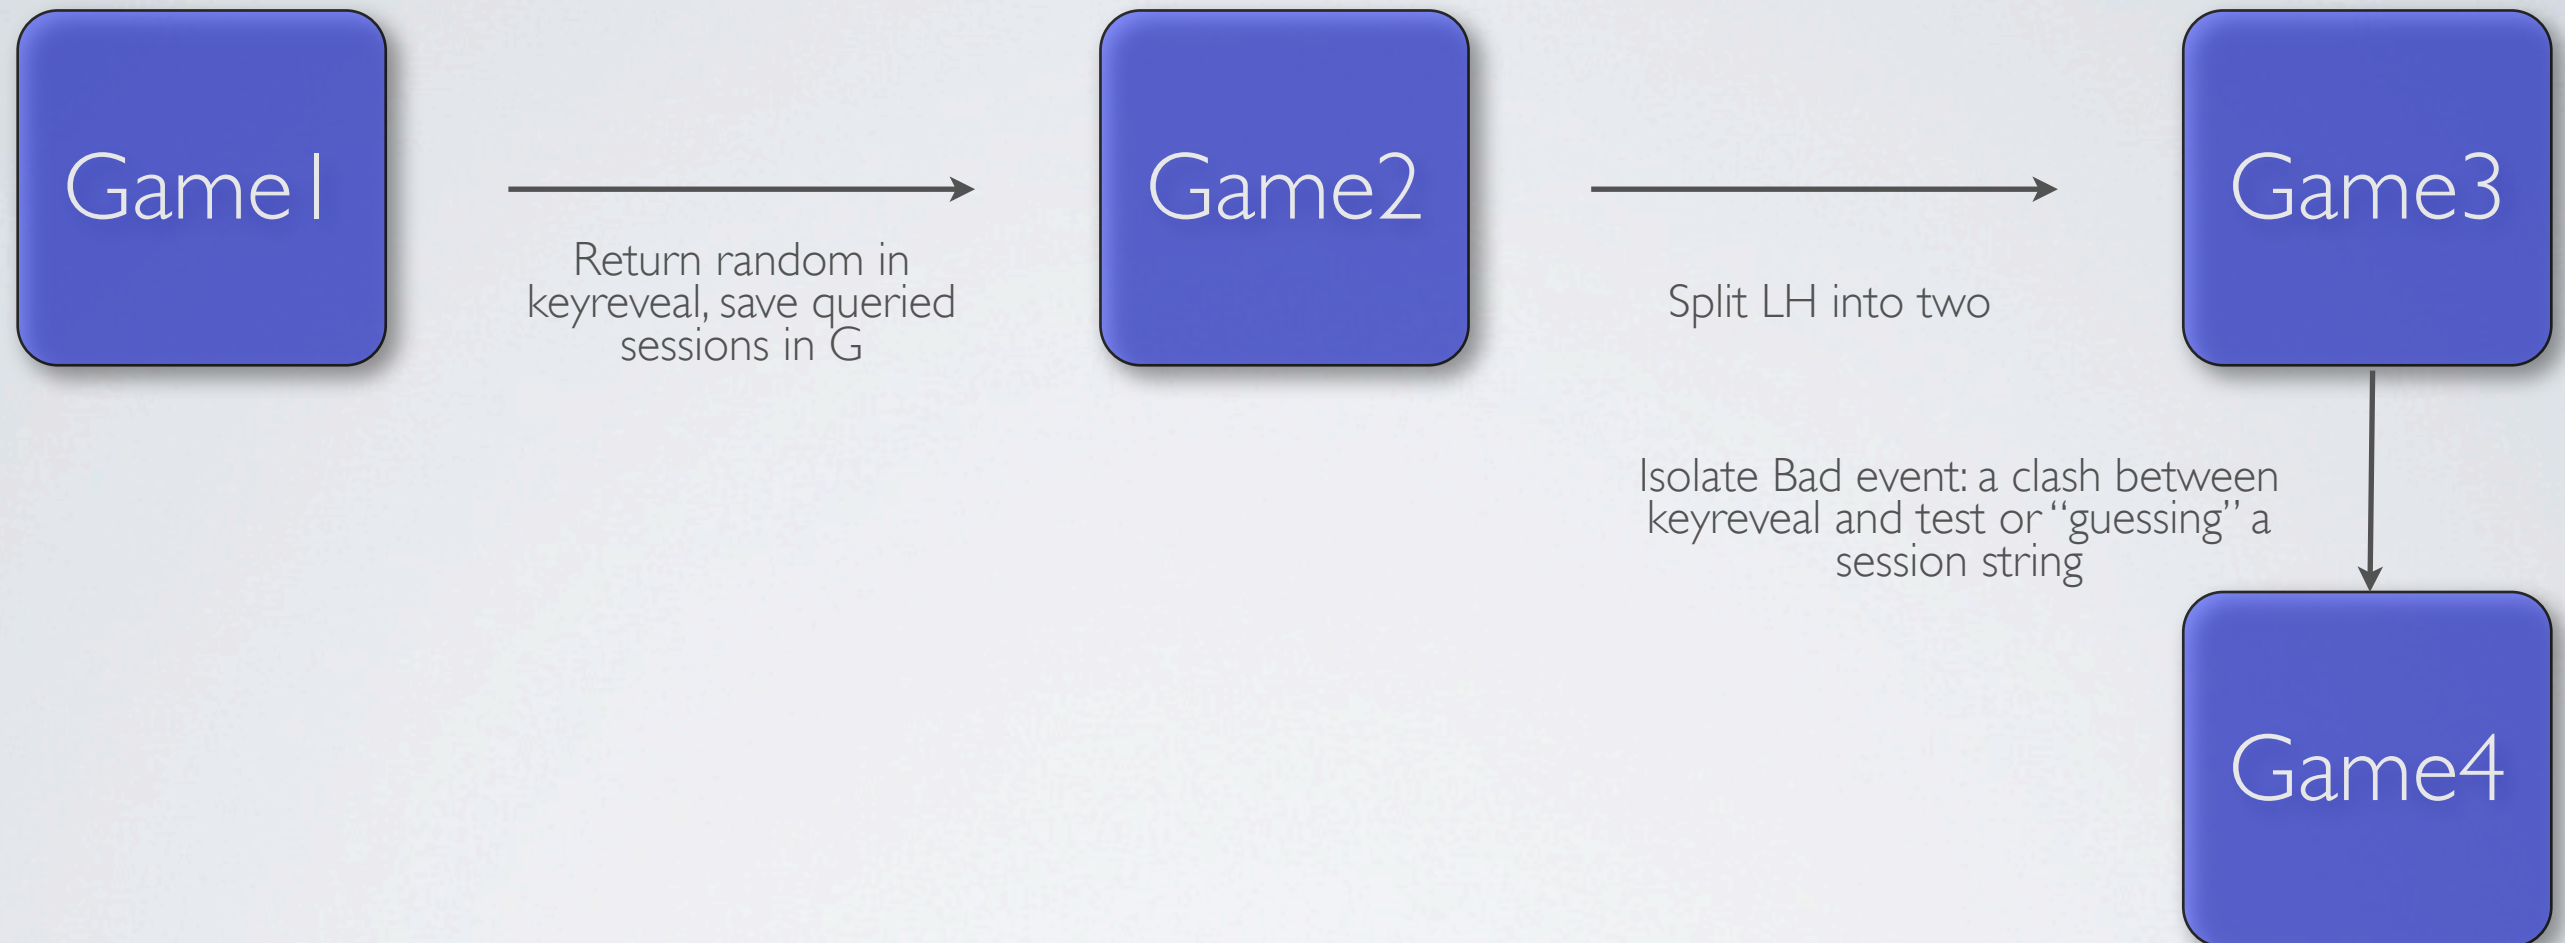 Game1
Game2
Game3
Return random in
keyreveal, save queried
sessions in G
Split LH into two
Isolate Bad event: a clash between
keyreveal and test or “guessing” a
session string
Game4